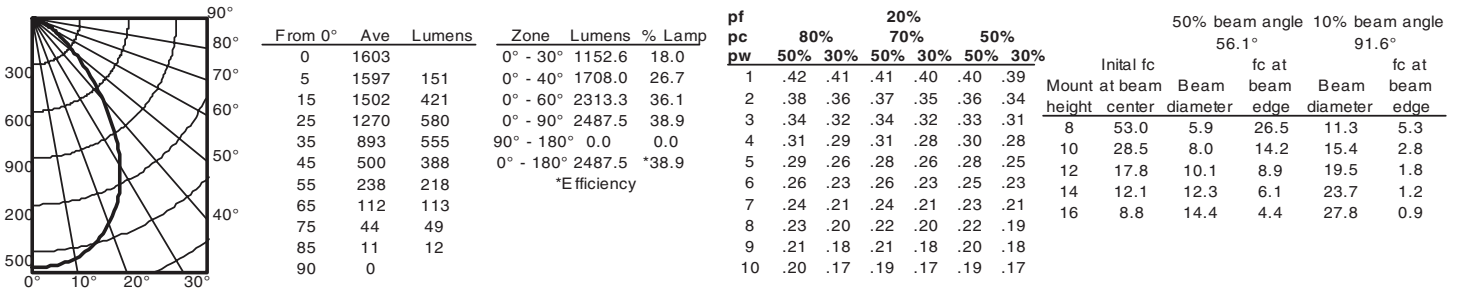 90°
80°
70°
60°
50°
40°
300
600
900
200
500
0° 10° 20° 30°
From 0° Ave Lumens
0 1603
5 1597 151
15 1502 421
25 1270 580
35 893 555
45 500 388
55 238 218
65 112 113
75 44 49
85 11 12
90 0
Zone Lumens % Lamp
0° - 30° 1152.6 18.0
0° - 40° 1708.0 26.7
0° - 60° 2313.3 36.1
0° - 90° 2487.5 38.9
90° - 180° 0.0 0.0
0° - 180° 2487.5 *38.9
*Efficiency
pf 20%
pc 80% 70% 50%
pw 50% 30% 50% 30% 50% 30%
1 .42 .41 .41 .40 .40 .39
2 .38 .36 .37 .35 .36 .34
3 .34 .32 .34 .32 .33 .31
4 .31 .29 .31 .28 .30 .28
5 .29 .26 .28 .26 .28 .25
6 .26 .23 .26 .23 .25 .23
7 .24 .21 .24 .21 .23 .21
8 .23 .20 .22 .20 .22 .19
9 .21 .18 .21 .18 .20 .18
10 .20 .17 .19 .17 .19 .17
50% beam angle 10% beam angle
56.1° 91.6°
Inital fc fc at fc at
Mount at beam Beam beam Beam beam
height center diameter edge diameter edge
8 53.0 5.9 26.5 11.3 5.3
10 28.5 8.0 14.2 15.4 2.8
12 17.8 10.1 8.9 19.5 1.8
14 12.1 12.3 6.1 23.7 1.2
16 8.8 14.4 4.4 27.8 0.9